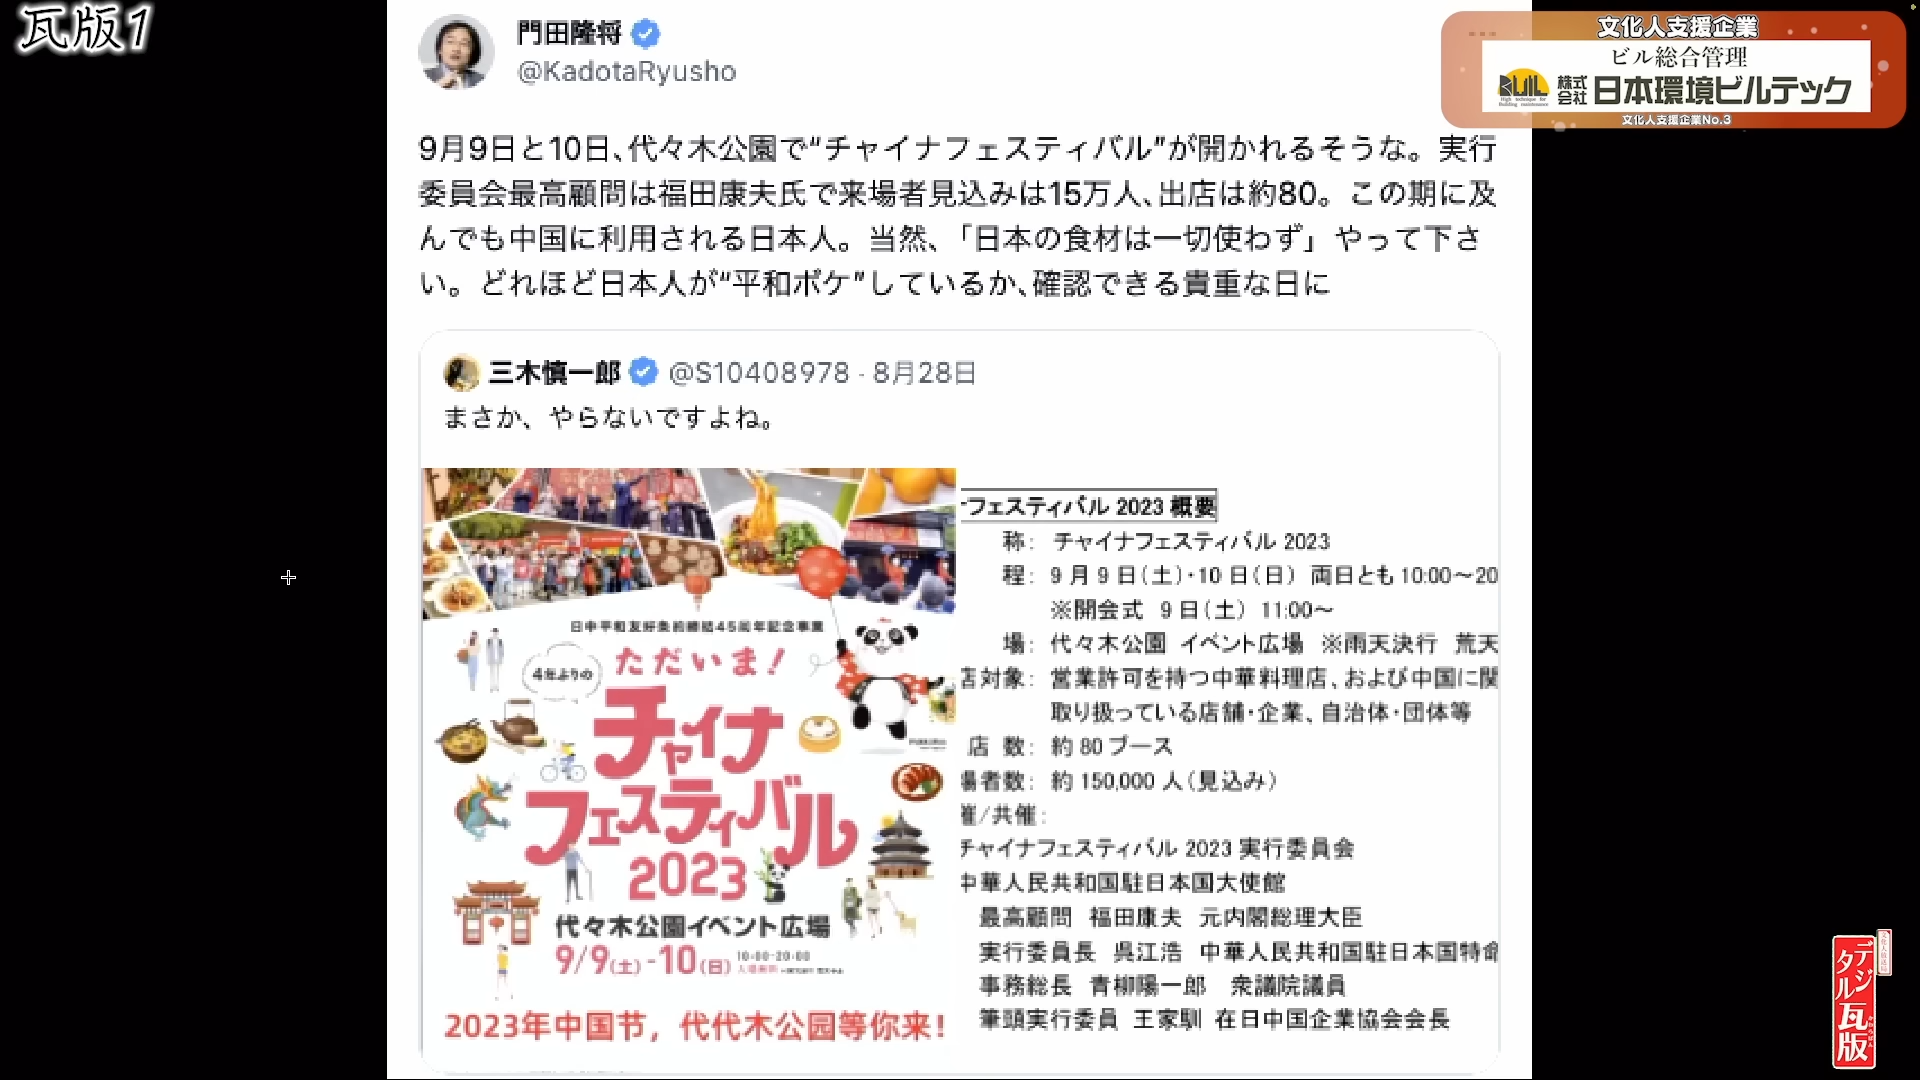 瓦版1
門田隆将
@KadotaRyusho
文化人支援企業
ビル総合管理
BUIL
株式会社 日本環境ビルテック
文化人支援企業No.3
9月9日と10日、代々木公園で“チャイナフェスティバル”が開かれるそうな。実行
委員会最高顧問は福田康夫氏で来場者見込みは15万人、出店は約80。この期に及
んでも中国に利用される日本人。当然、「日本の食材は一切使わず」やって下さ
い。どれほど日本人が“平和ボケ”しているか、確認できる貴重な日に
三木慎一郎 @S10408978 · 8月28日
まさか、やらないですよね。
日中平和友好条約締結45周年記念事業
4年ぶりの
ただいま!
チャイナ
フェスティバル
2023
代々木公園イベント広場
9/9(土)-10(日) 10:00-20:00
2023年中国节，代代木公园等你来!
フェスティバル 2023 概要
称: チャイナフェスティバル 2023
程: 9月9日(土)・10日(日) 両日とも10:00～20
※開会式 9日(土) 11:00～
場: 代々木公園 イベント広場 ※雨天決行 荒天
店対象: 営業許可を持つ中華料理店、および中国に関
取り扱っている店舗・企業、自治体・団体等
店 数: 約80ブース
場者数: 約150,000人(見込み)
催/共催:
チャイナフェスティバル 2023 実行委員会
中華人民共和国駐日本国大使館
最高顧問 福田康夫 元内閣総理大臣
実行委員長 呉江浩 中華人民共和国駐日本国特命
事務総長 青柳陽一郎 衆議院議員
筆頭実行委員 王家馴 在日中国企業協会会長
デジタル瓦版